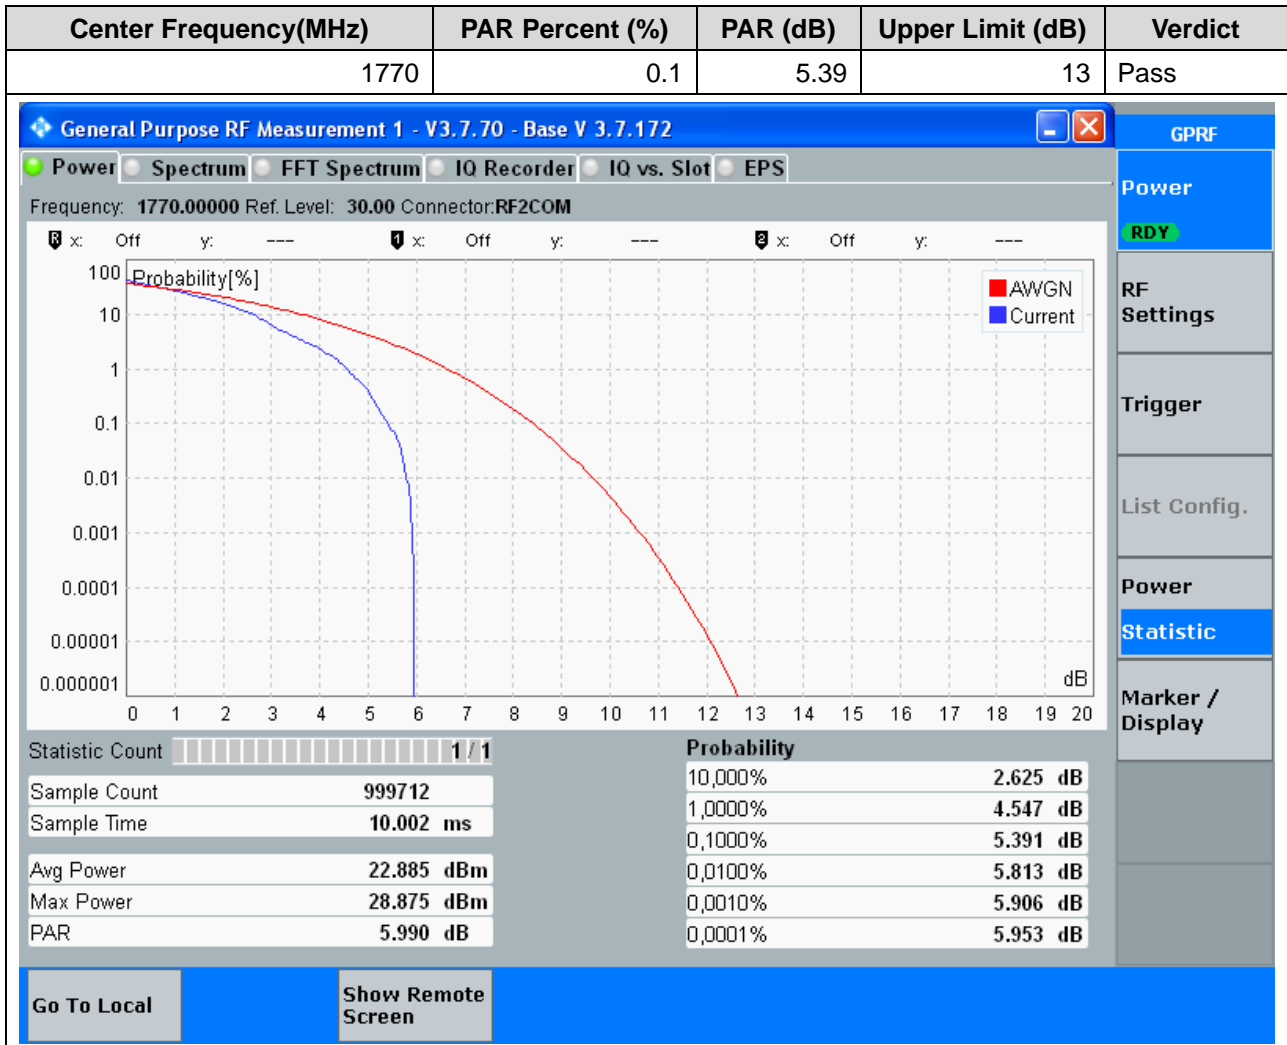 Center Frequency(MHz) PAR Percent (%) PAR (dB) Upper Limit (dB) Verdict
1770 0.1 5.39 13 Pass
General Purpose RF Measurement 1 - V3.7.70 - Base V 3.7.172
GPRF
Power Spectrum FFT Spectrum IQ Recorder IQ vs. Slot EPS
Power
RDY
Frequency: 1770.00000 Ref. Level: 30.00 Connector:RF2COM
R x: Off y: --- 1 x: Off y: --- 2 x: Off y: ---
Probability[%]
AWGN
Current
100
10
1
0.1
0.01
0.001
0.0001
0.00001
0.000001
dB
0 1 2 3 4 5 6 7 8 9 10 11 12 13 14 15 16 17 18 19 20
RF
Settings
Trigger
List Config.
Power
Statistic
Marker /
Display
Statistic Count 1 / 1
Sample Count 999712
Sample Time 10.002 ms
Avg Power 22.885 dBm
Max Power 28.875 dBm
PAR 5.990 dB
Probability
10,000% 2.625 dB
1,0000% 4.547 dB
0,1000% 5.391 dB
0,0100% 5.813 dB
0,0010% 5.906 dB
0,0001% 5.953 dB
Go To Local
Show Remote
Screen